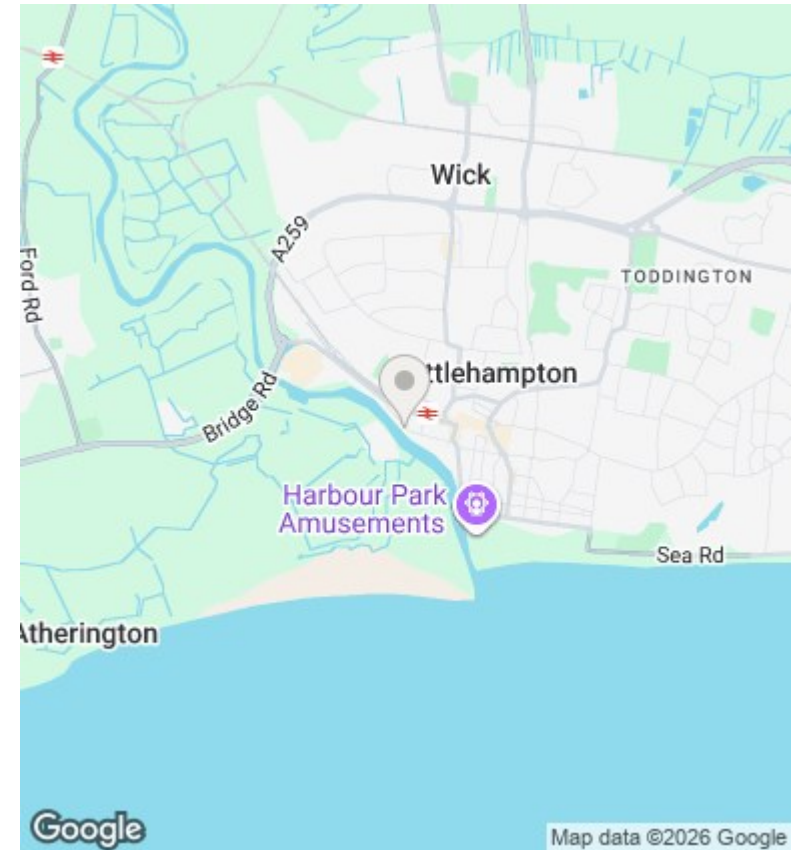 Wick
A259
TODDINGTON
Ford Rd
ttlehampton
Bridge Rd
Harbour Park
Amusements
Sea Rd
Atherington
Google
Map data ©2026 Google